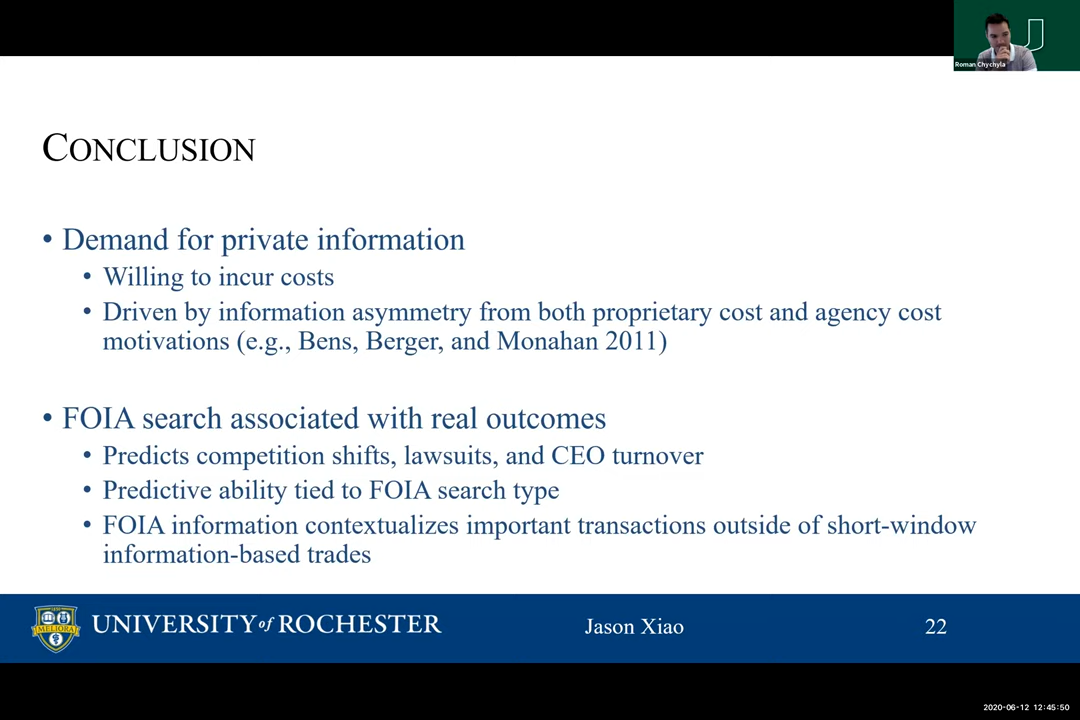 Roman Chychyla
CONCLUSION
• Demand for private information
• Willing to incur costs
• Driven by information asymmetry from both proprietary cost and agency cost
motivations (e.g., Bens, Berger, and Monahan 2011)
• FOIA search associated with real outcomes
• Predicts competition shifts, lawsuits, and CEO turnover
• Predictive ability tied to FOIA search type
• FOIA information contextualizes important transactions outside of short-window
information-based trades
MELIORA
UNIVERSITY of ROCHESTER
Jason Xiao
22
2020-06-12 12:45:50